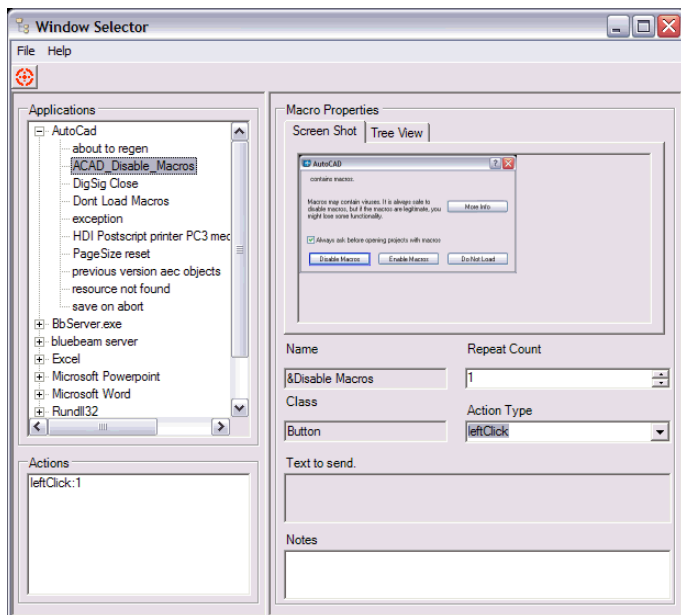 Window Selector
File Help
Applications
AutoCad
about to regen
ACAD_Disable_Macros
DigSig Close
Dont Load Macros
exception
HDI Postscript printer PC3 mec
PageSize reset
previous version aec objects
resource not found
save on abort
BbServer.exe
bluebeam server
Excel
Microsoft Powerpoint
Microsoft Word
Rundll32
Actions
leftClick:1
Macro Properties
Screen Shot Tree View
AutoCAD
contains macros.
Macros may contain viruses. It is always safe to
disable macros, but if the macros are legitimate, you
might lose some functionality.
More Info
Always ask before opening projects with macros
Disable Macros Enable Macros Do Not Load
Name Repeat Count
&Disable Macros 1
Class Action Type
Button leftClick
Text to send.
Notes